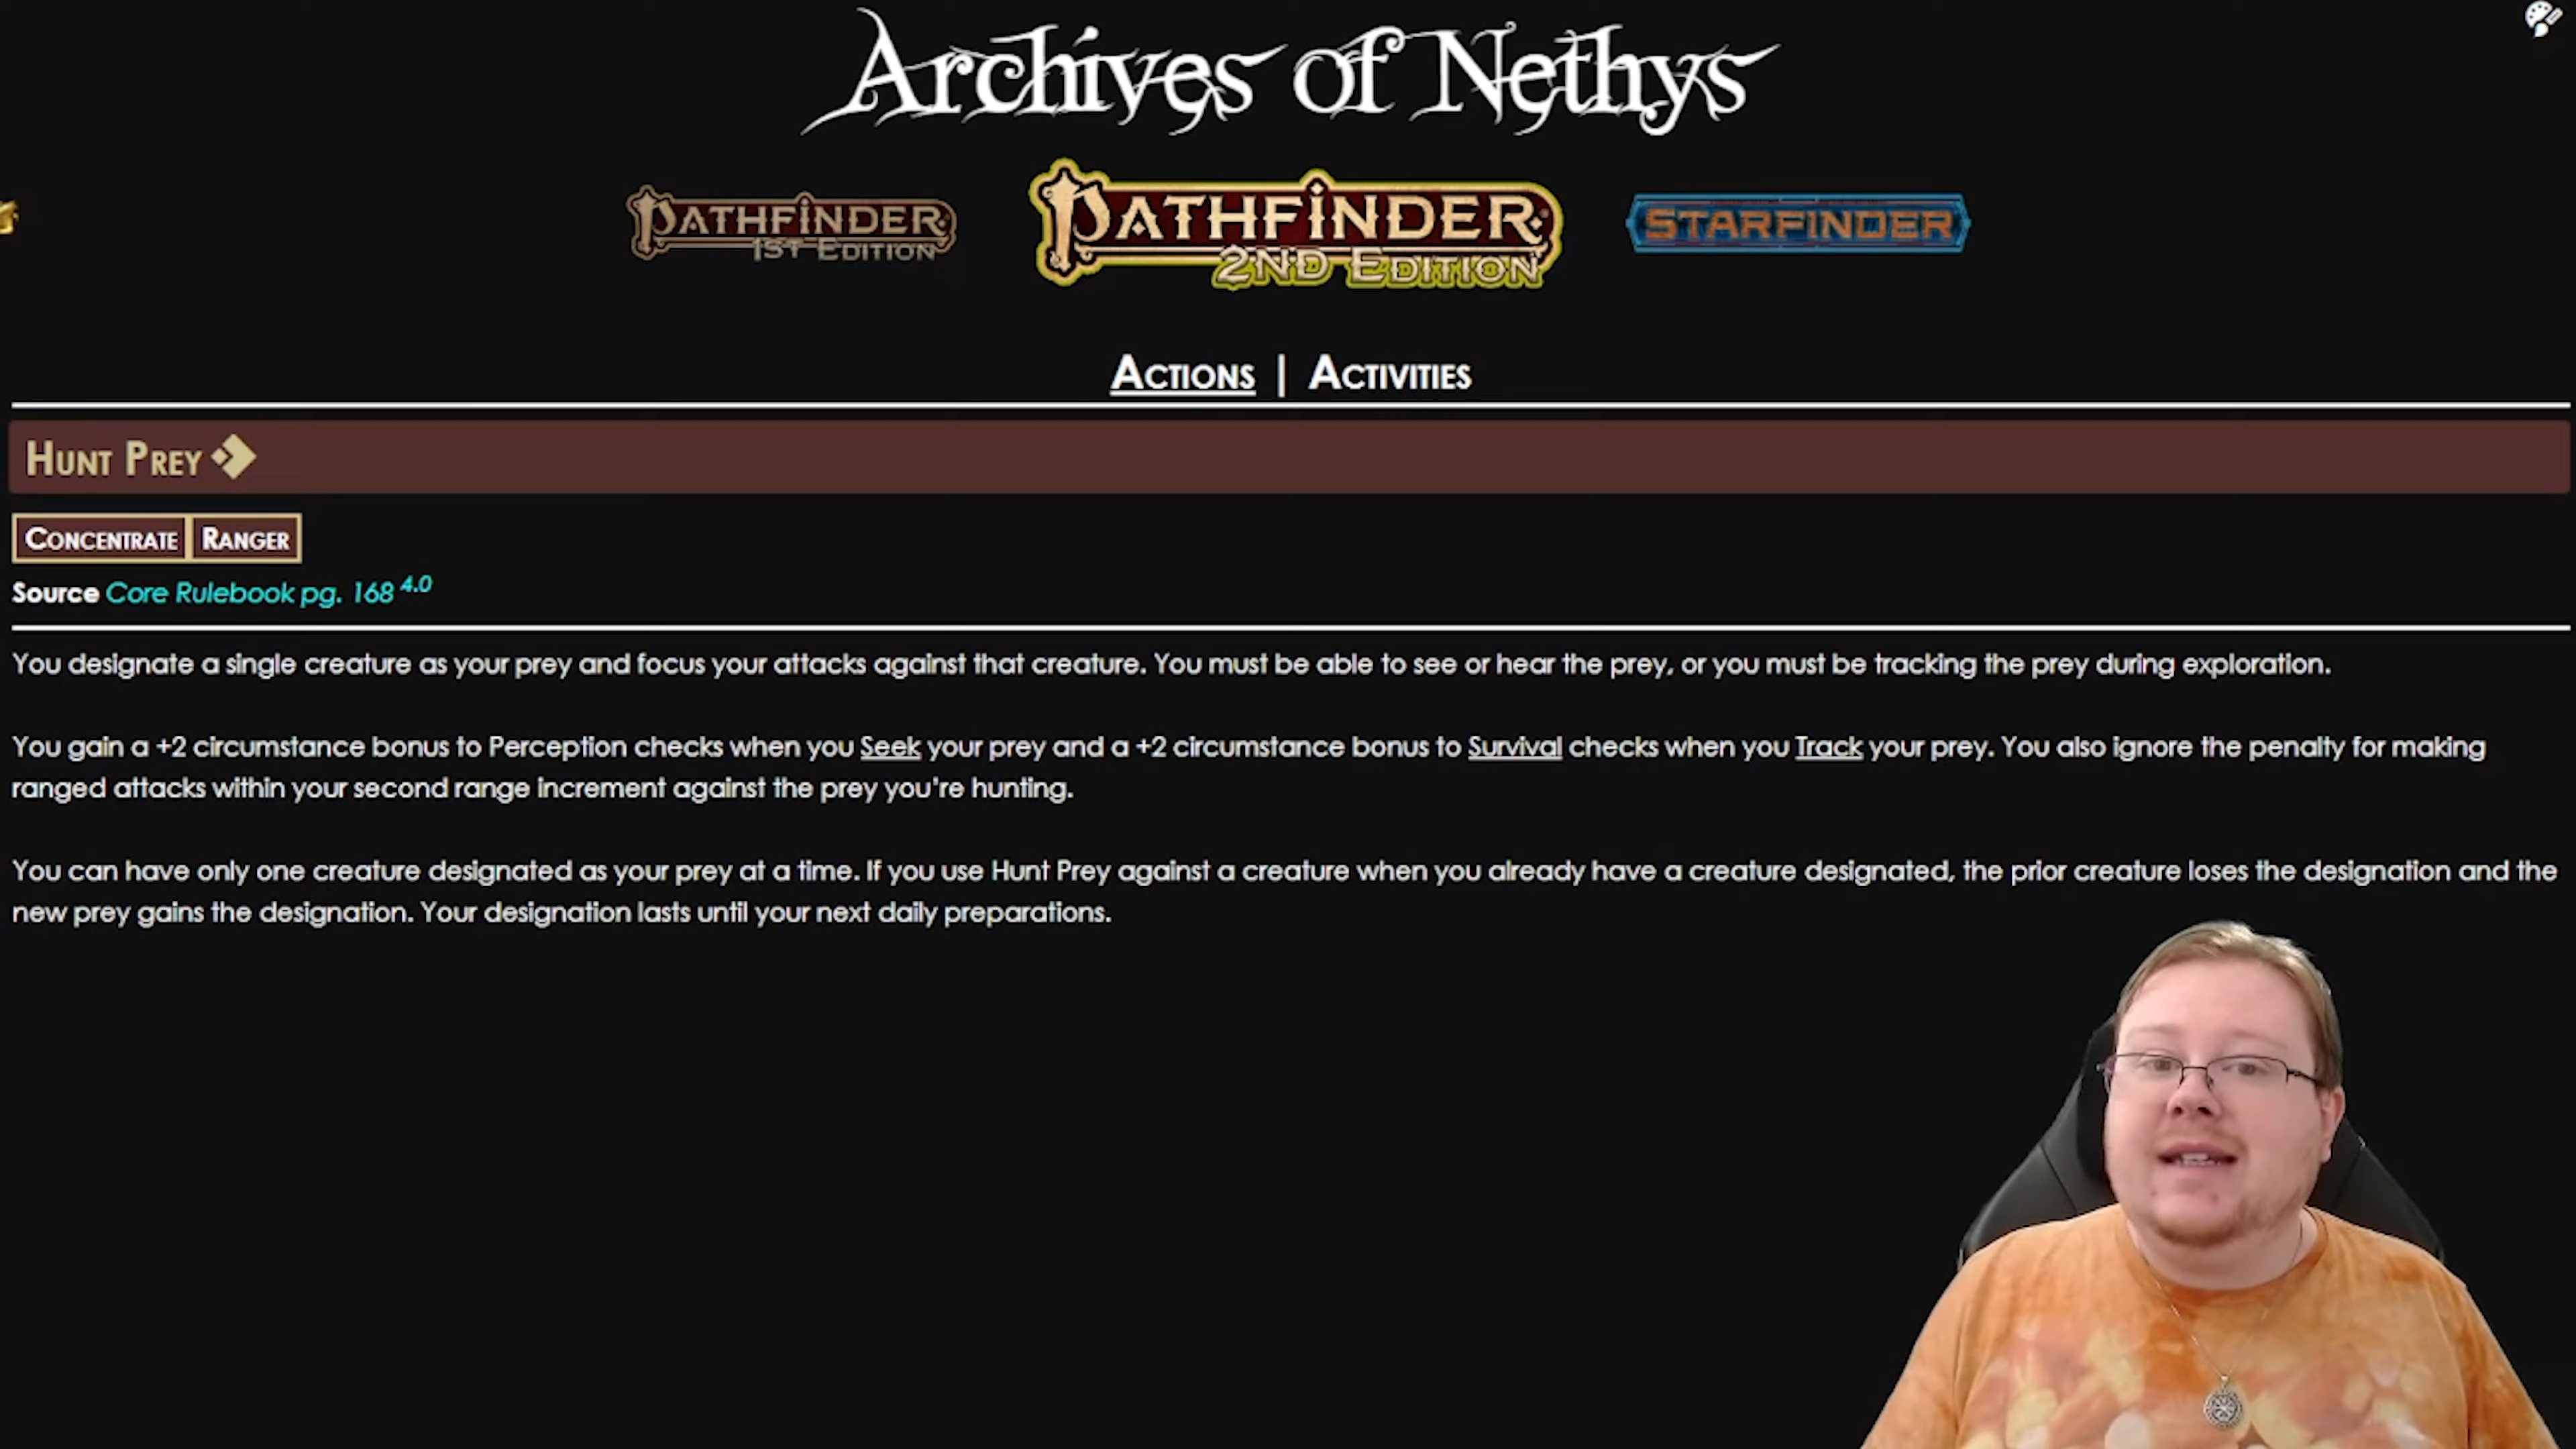 Archives of Nethys
PATHFINDER
1ST EDITION
PATHFINDER
2ND EDITION
STARFINDER
ACTIONS | ACTIVITIES
HUNT PREY
CONCENTRATE RANGER
Source Core Rulebook pg. 168 4.0
You designate a single creature as your prey and focus your attacks against that creature. You must be able to see or hear the prey, or you must be tracking the prey during exploration.
You gain a +2 circumstance bonus to Perception checks when you Seek your prey and a +2 circumstance bonus to Survival checks when you Track your prey. You also ignore the penalty for making
ranged attacks within your second range increment against the prey you're hunting.
You can have only one creature designated as your prey at a time. If you use Hunt Prey against a creature when you already have a creature designated, the prior creature loses the designation and the
new prey gains the designation. Your designation lasts until your next daily preparations.